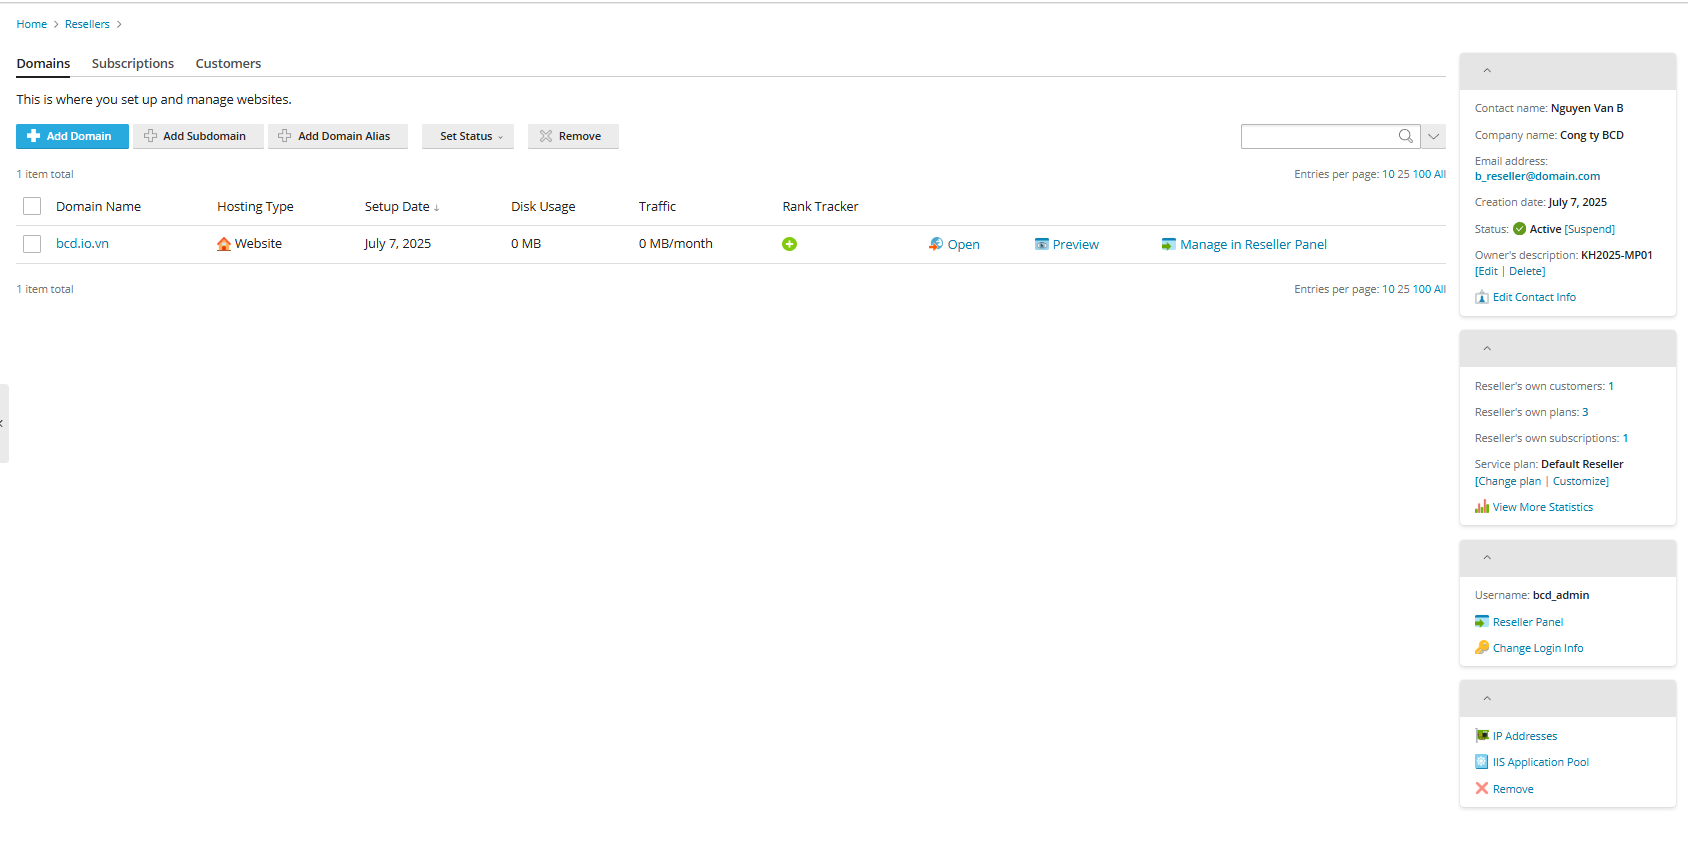 Home > Resellers >
Domains Subscriptions Customers
This is where you set up and manage websites.
Add Domain Add Subdomain Add Domain Alias Set Status Remove
1 item total Entries per page: 10 25 100 All
Domain Name Hosting Type Setup Date ↓ Disk Usage Traffic Rank Tracker
bcd.io.vn Website July 7, 2025 0 MB 0 MB/month Open Preview Manage in Reseller Panel
1 item total Entries per page: 10 25 100 All
Contact name: Nguyen Van B
Company name: Cong ty BCD
Email address:
b_reseller@domain.com
Creation date: July 7, 2025
Status: Active [Suspend]
Owner's description: KH2025-MP01
[Edit | Delete]
Edit Contact Info
Reseller's own customers: 1
Reseller's own plans: 3
Reseller's own subscriptions: 1
Service plan: Default Reseller
[Change plan | Customize]
View More Statistics
Username: bcd_admin
Reseller Panel
Change Login Info
IP Addresses
IIS Application Pool
Remove